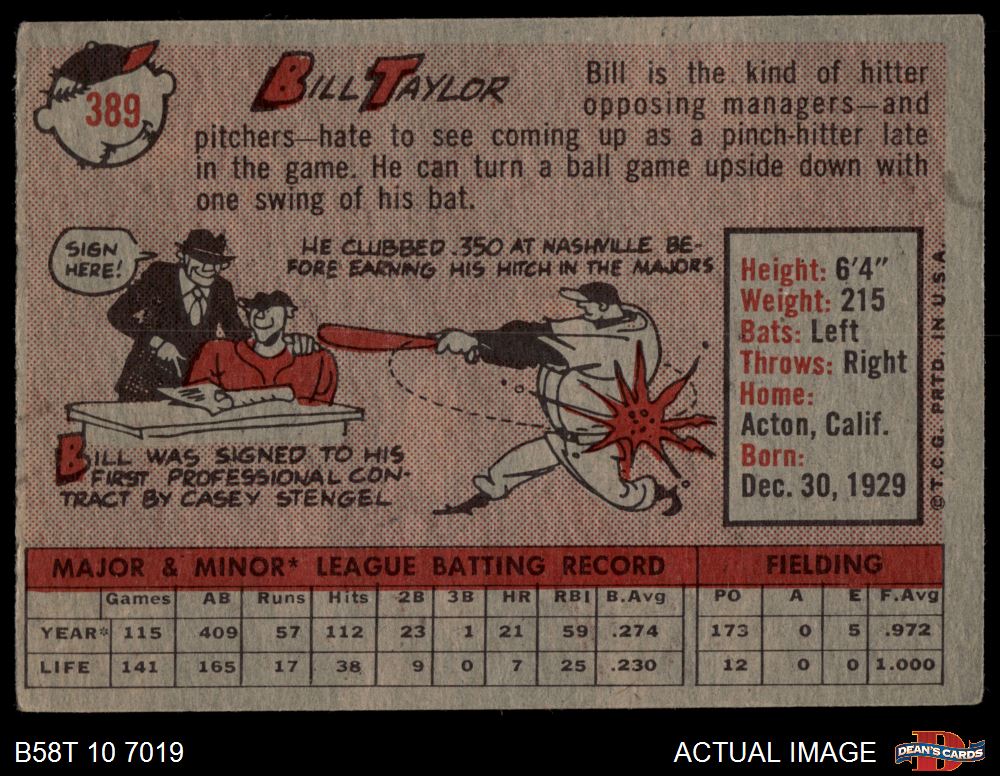 389
BILL TAYLOR
Bill is the kind of hitter
opposing managers—and
pitchers—hate to see coming up as a pinch-hitter late
in the game. He can turn a ball game upside down with
one swing of his bat.
SIGN
HERE!
HE CLUBBED .350 AT NASHVILLE BE-
FORE EARNING HIS HITCH IN THE MAJORS
BILL WAS SIGNED TO HIS
FIRST PROFESSIONAL CON-
TRACT BY CASEY STENGEL
Height: 6'4"
Weight: 215
Bats: Left
Throws: Right
Home:
Acton, Calif.
Born:
Dec. 30, 1929
© T.C.G. PRTD. IN U.S.A.
MAJOR & MINOR* LEAGUE BATTING RECORD FIELDING
Games AB Runs Hits 2B 3B HR RBI B.Avg PO A E F.Avg
YEAR* 115 409 57 112 23 1 21 59 .274 173 0 5 .972
LIFE 141 165 17 38 9 0 7 25 .230 12 0 0 1.000
B58T 10 7019
ACTUAL IMAGE
DEAN'S CARDS